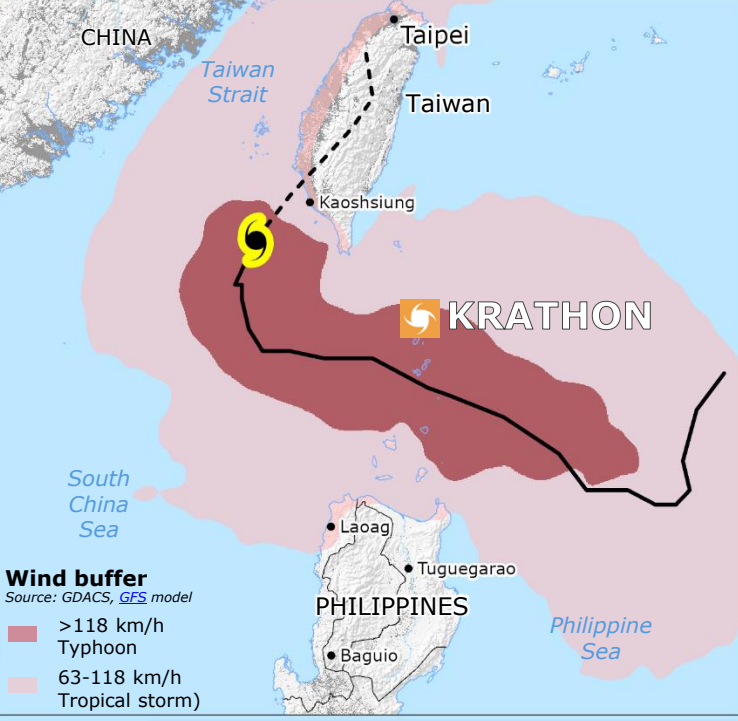 CHINA
Taipei
Taiwan
Strait
Taiwan
Kaoshsiung
KRATHON
South
China
Sea
Laoag
Tuguegarao
PHILIPPINES
Philippine
Sea
Baguio
Wind buffer
Source: GDACS, GFS model
>118 km/h
Typhoon
63-118 km/h
Tropical storm)